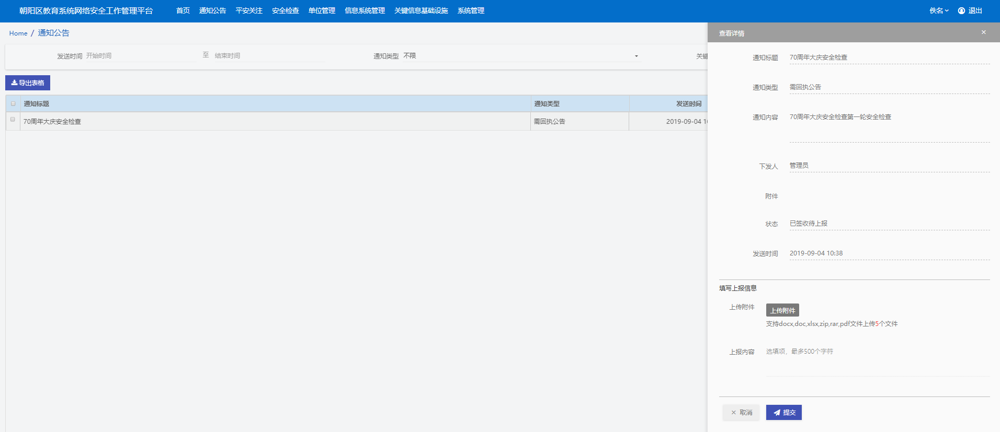 朝阳区教育系统网络安全工作管理平台 首页 通知公告 平安关注 安全检查 单位管理 信息系统管理 关键信息基础设施 系统管理 佚名 退出
Home / 通知公告
发送时间 开始时间 至 结束时间 通知类型 不限 关键
导出表格
通知标题 通知类型 发送时间
70周年大庆安全检查 需回执公告 2019-09-04 1
查看详情 ×
通知标题 70周年大庆安全检查
通知类型 需回执公告
通知内容 70周年大庆安全检查第一轮安全检查
下发人 管理员
附件
状态 已签收待上报
发送时间 2019-09-04 10:38
填写上报信息
上传附件 上传附件
支持docx,doc,xlsx,zip,rar,pdf文件上传5个文件
上报内容 选填项，最多500个字符
× 取消 提交